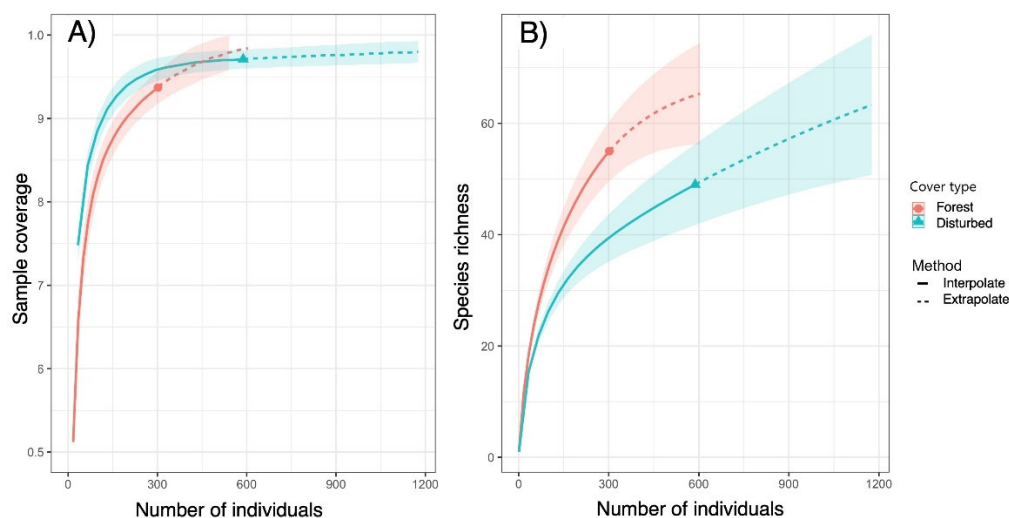 A)
1.0
9
8
7
6
0.5
0
300
600
900
1200
Sample coverage
Number of individuals
B)
60
40
20
0
0
300
600
900
1200
Species richness
Number of individuals
Cover type
Forest
Disturbed
Method
Interpolate
Extrapolate